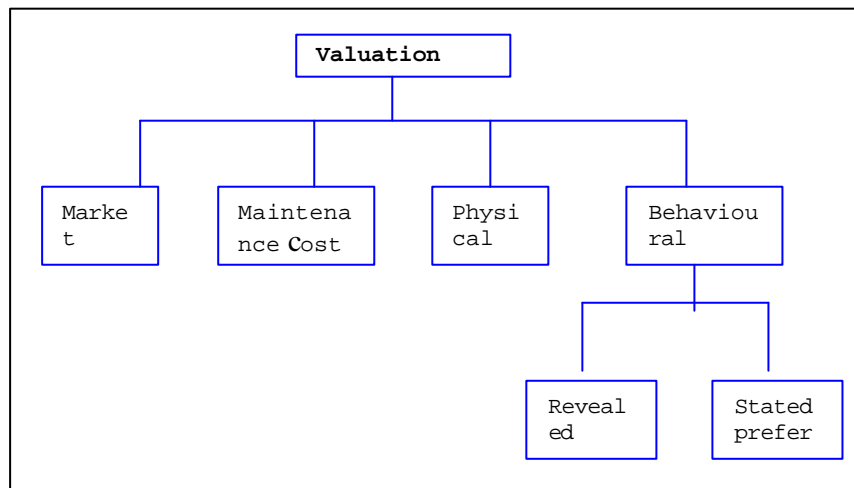 Valuation
Marke
t
Maintena
nce Cost
Physi
cal
Behaviou
ral
Reveal
ed
Stated
prefer